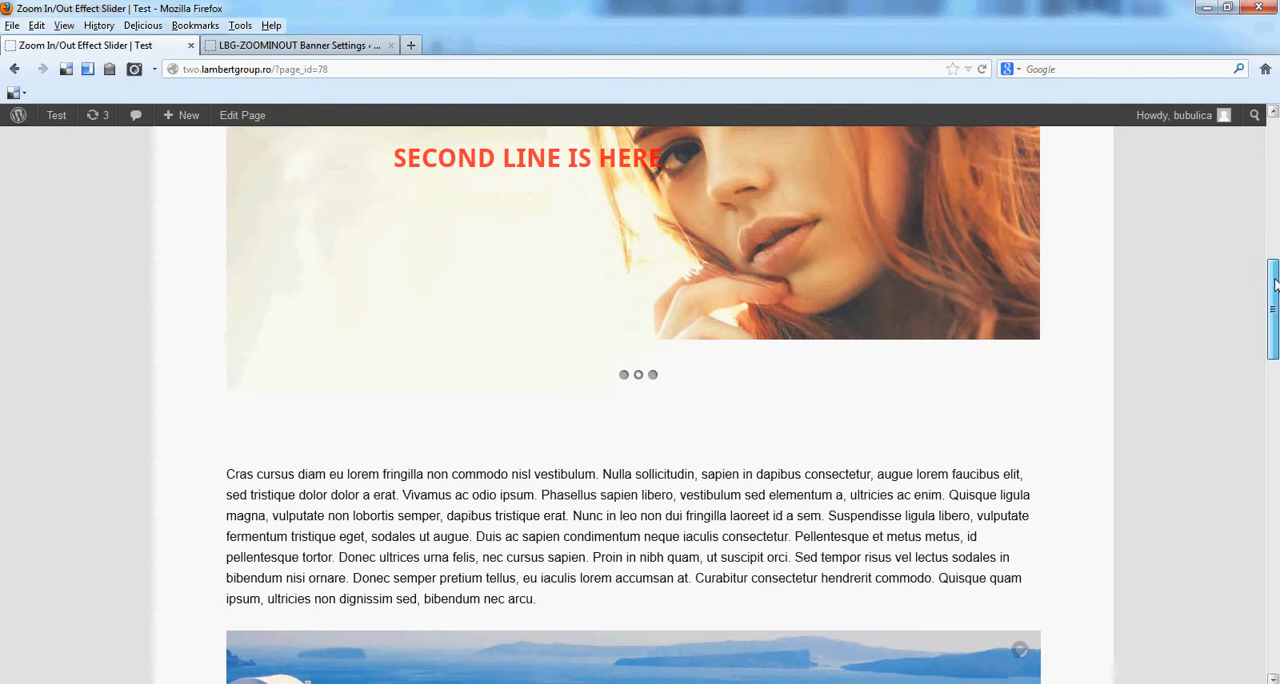 Zoom In/Out Effect Slider | Test - Mozilla Firefox
File Edit View History Delicious Bookmarks Tools Help
Zoom In/Out Effect Slider | Test × LBG-ZOOMINOUT Banner Settings ‹ ... × +
two.lambertgroup.ro/?page_id=78 Google
Test 3 New Edit Page Howdy, bubulica
SECOND LINE IS HERE
Cras cursus diam eu lorem fringilla non commodo nisl vestibulum. Nulla sollicitudin, sapien in dapibus consectetur, augue lorem faucibus elit,
sed tristique dolor dolor a erat. Vivamus ac odio ipsum. Phasellus sapien libero, vestibulum sed elementum a, ultricies ac enim. Quisque ligula
magna, vulputate non lobortis semper, dapibus tristique erat. Nunc in leo non dui fringilla laoreet id a sem. Suspendisse ligula libero, vulputate
fermentum tristique eget, sodales ut augue. Duis ac sapien condimentum neque iaculis consectetur. Pellentesque et metus metus, id
pellentesque tortor. Donec ultrices urna felis, nec cursus sapien. Proin in nibh quam, ut suscipit orci. Sed tempor risus vel lectus sodales in
bibendum nisi ornare. Donec semper pretium tellus, eu iaculis lorem accumsan at. Curabitur consectetur hendrerit commodo. Quisque quam
ipsum, ultricies non dignissim sed, bibendum nec arcu.